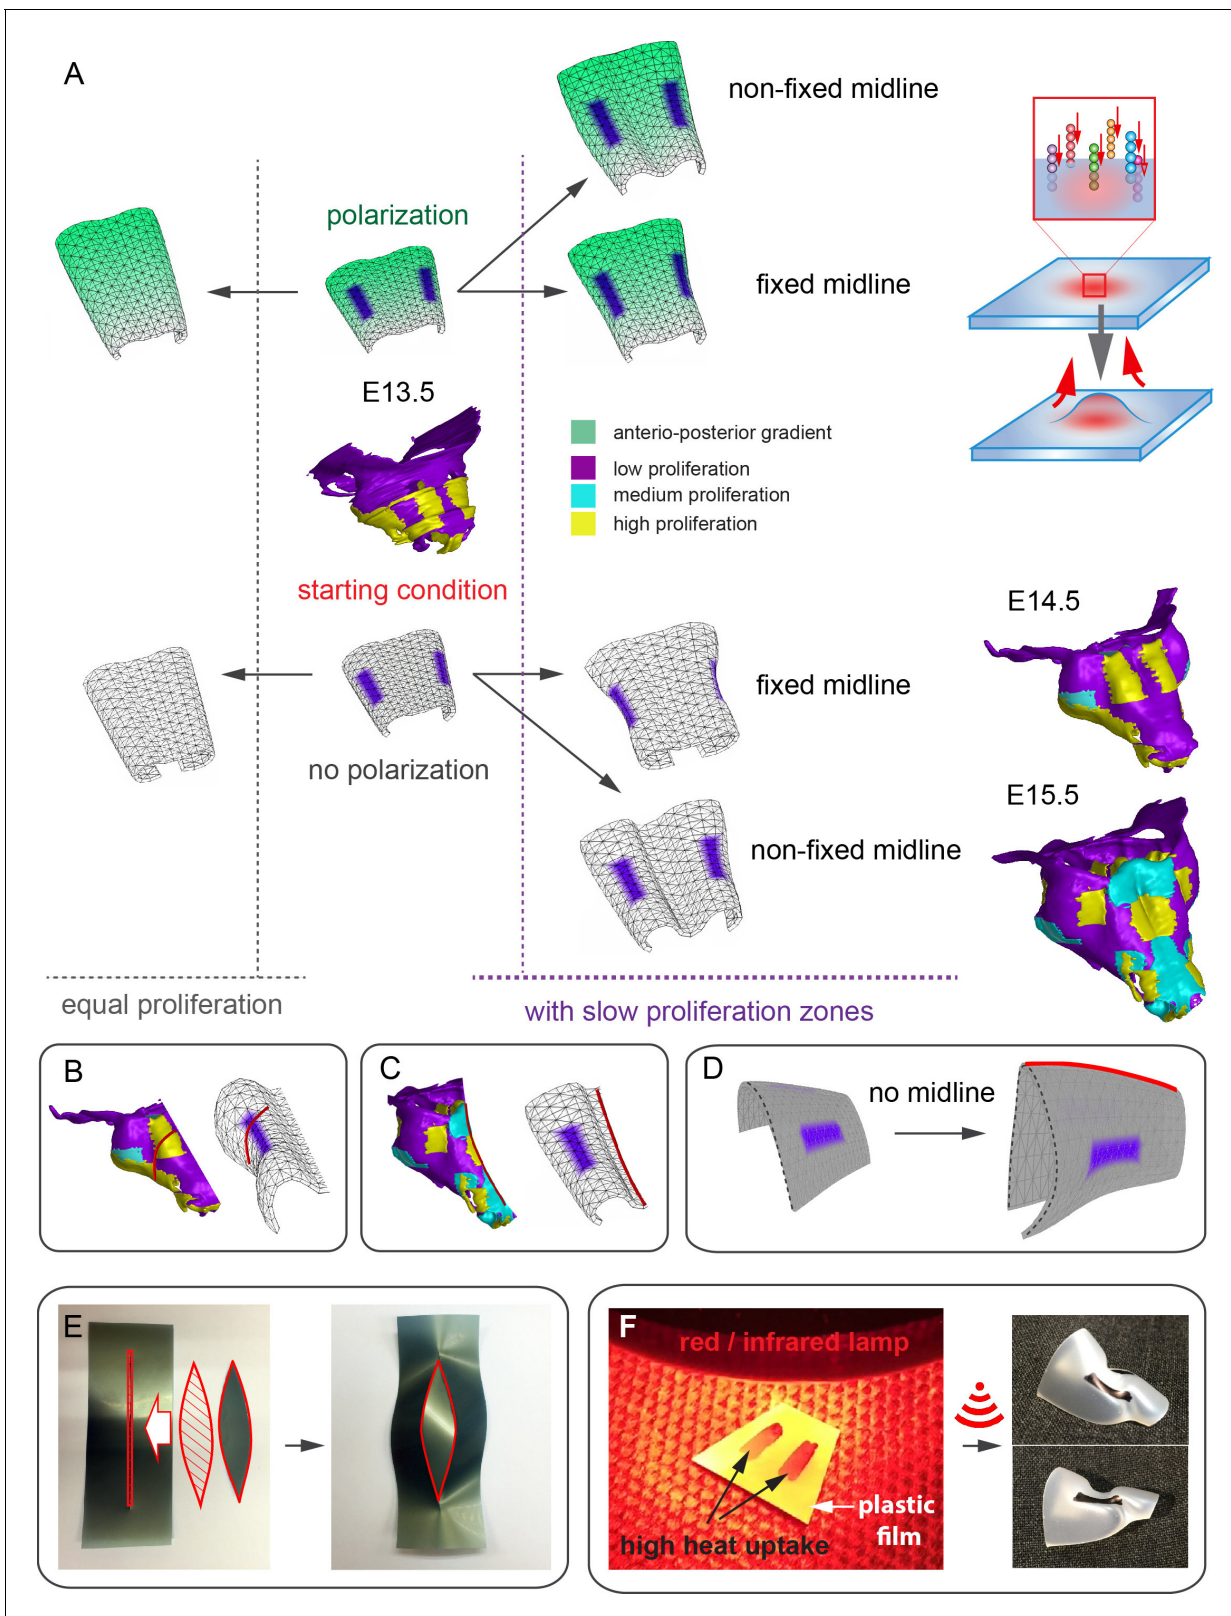 A
non-fixed midline
polarization
fixed midline
E13.5
anterio-posterior gradient
low proliferation
medium proliferation
high proliferation
starting condition
E14.5
fixed midline
no polarization
E15.5
non-fixed midline
equal proliferation
with slow proliferation zones
B
C
D
no midline
E
F
red / infrared lamp
plastic
film
high heat uptake